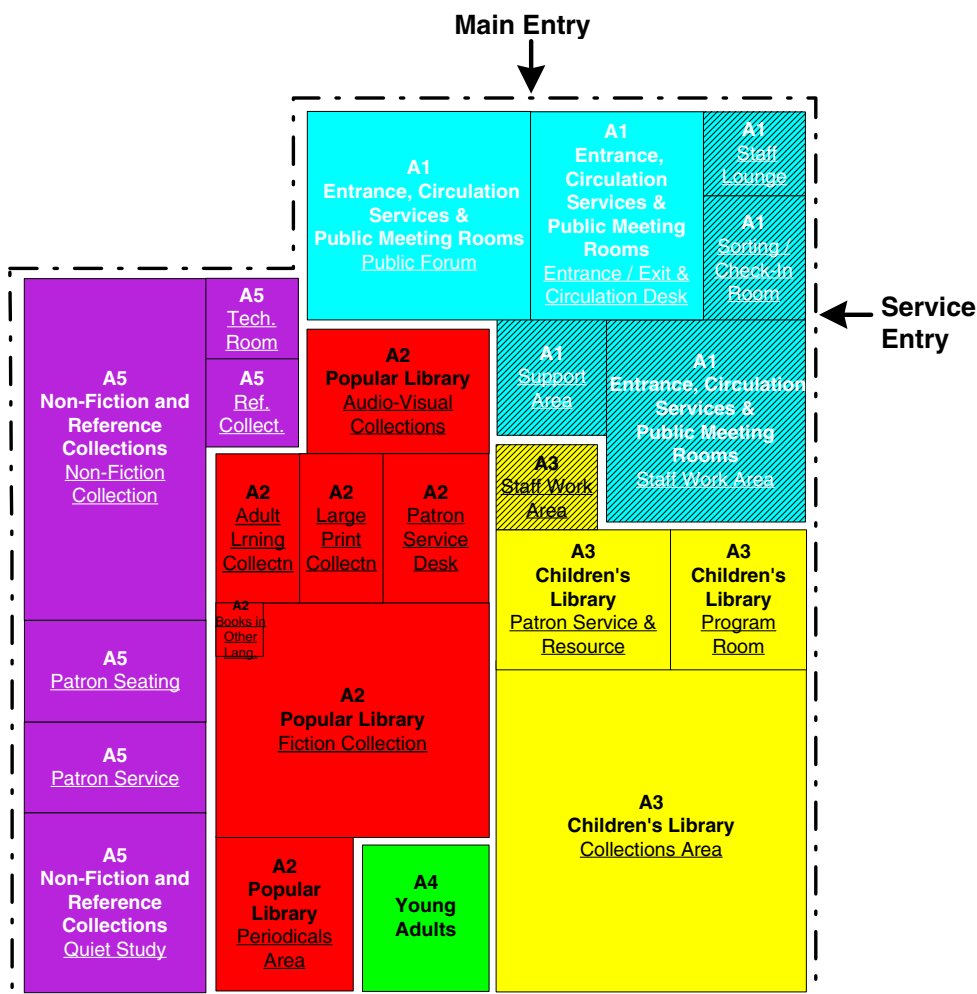 Main Entry
A1
Entrance, Circulation
Services &
Public Meeting Rooms
Public Forum
A1
Entrance,
Circulation
Services &
Public Meeting
Rooms
Entrance / Exit &
Circulation Desk
A1
Staff
Lounge
A1
Sorting /
Check-In
Room
Service
Entry
A5
Non-Fiction and
Reference
Collections
Non-Fiction
Collection
A5
Tech.
Room
A5
Ref.
Collect.
A2
Popular Library
Audio-Visual
Collections
A1
Support
Area
A1
Entrance, Circulation
Services &
Public Meeting
Rooms
Staff Work Area
A2
Adult
Lrning
Collectn
A2
Large
Print
Collectn
A2
Patron
Service
Desk
A3
Staff Work
Area
A3
Children's
Library
Patron Service &
Resource
A3
Children's
Library
Program
Room
A2
Books in
Other
Lang.
A5
Patron Seating
A2
Popular Library
Fiction Collection
A5
Patron Service
A3
Children's Library
Collections Area
A5
Non-Fiction and
Reference
Collections
Quiet Study
A2
Popular
Library
Periodicals
Area
A4
Young
Adults